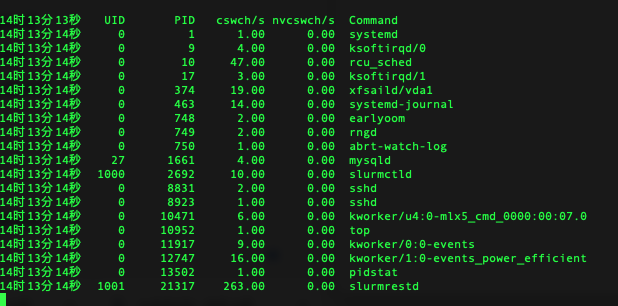 14时13分13秒 UID PID cswch/s nvcswch/s Command
14时13分14秒 0 1 1.00 0.00 systemd
14时13分14秒 0 9 4.00 0.00 ksoftirqd/0
14时13分14秒 0 10 47.00 0.00 rcu_sched
14时13分14秒 0 17 3.00 0.00 ksoftirqd/1
14时13分14秒 0 374 19.00 0.00 xfsaild/vda1
14时13分14秒 0 463 14.00 0.00 systemd-journal
14时13分14秒 0 748 2.00 0.00 earlyoom
14时13分14秒 0 749 2.00 0.00 rngd
14时13分14秒 0 750 1.00 0.00 abrt-watch-log
14时13分14秒 27 1661 4.00 0.00 mysqld
14时13分14秒 1000 2692 10.00 0.00 slurmctld
14时13分14秒 0 8831 2.00 0.00 sshd
14时13分14秒 0 8923 1.00 0.00 sshd
14时13分14秒 0 10471 6.00 0.00 kworker/u4:0-mlx5_cmd_0000:00:07.0
14时13分14秒 0 10952 1.00 0.00 top
14时13分14秒 0 11917 9.00 0.00 kworker/0:0-events
14时13分14秒 0 12747 16.00 0.00 kworker/1:0-events_power_efficient
14时13分14秒 0 13502 1.00 0.00 pidstat
14时13分14秒 1001 21317 263.00 0.00 slurmrestd